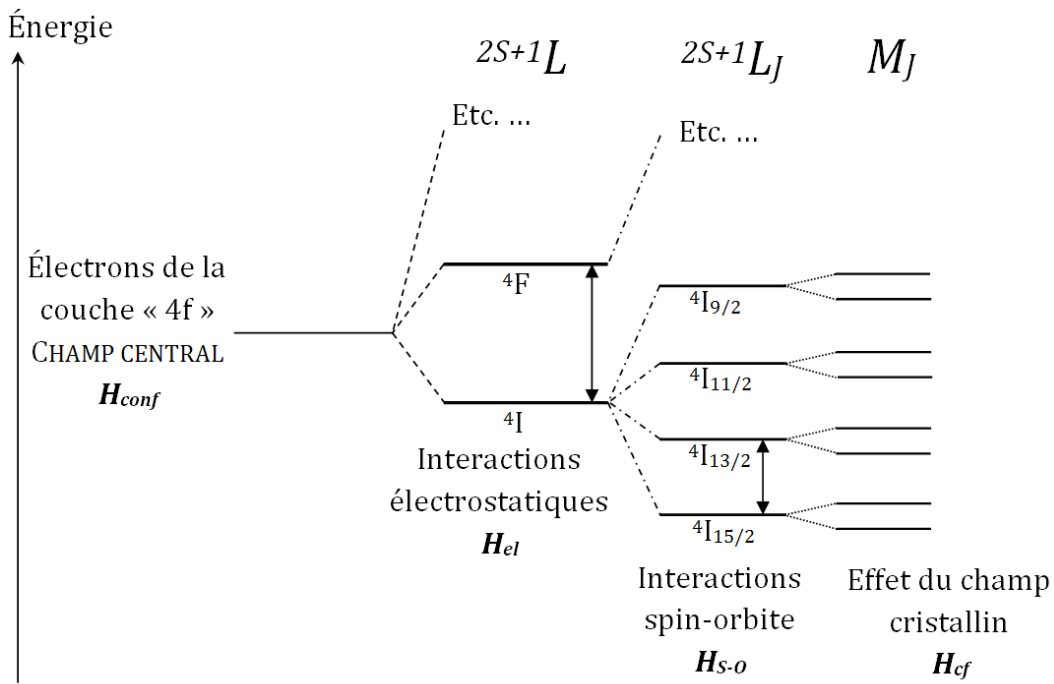 Énergie
2S+1L
2S+1LJ
MJ
Etc. ...
Etc. ...
Électrons de la
couche « 4f »
CHAMP CENTRAL
Hconf
4F
4I
Interactions
électrostatiques
Hel
4I9/2
4I11/2
4I13/2
4I15/2
Interactions
spin-orbite
HS-O
Effet du champ
cristallin
Hcf